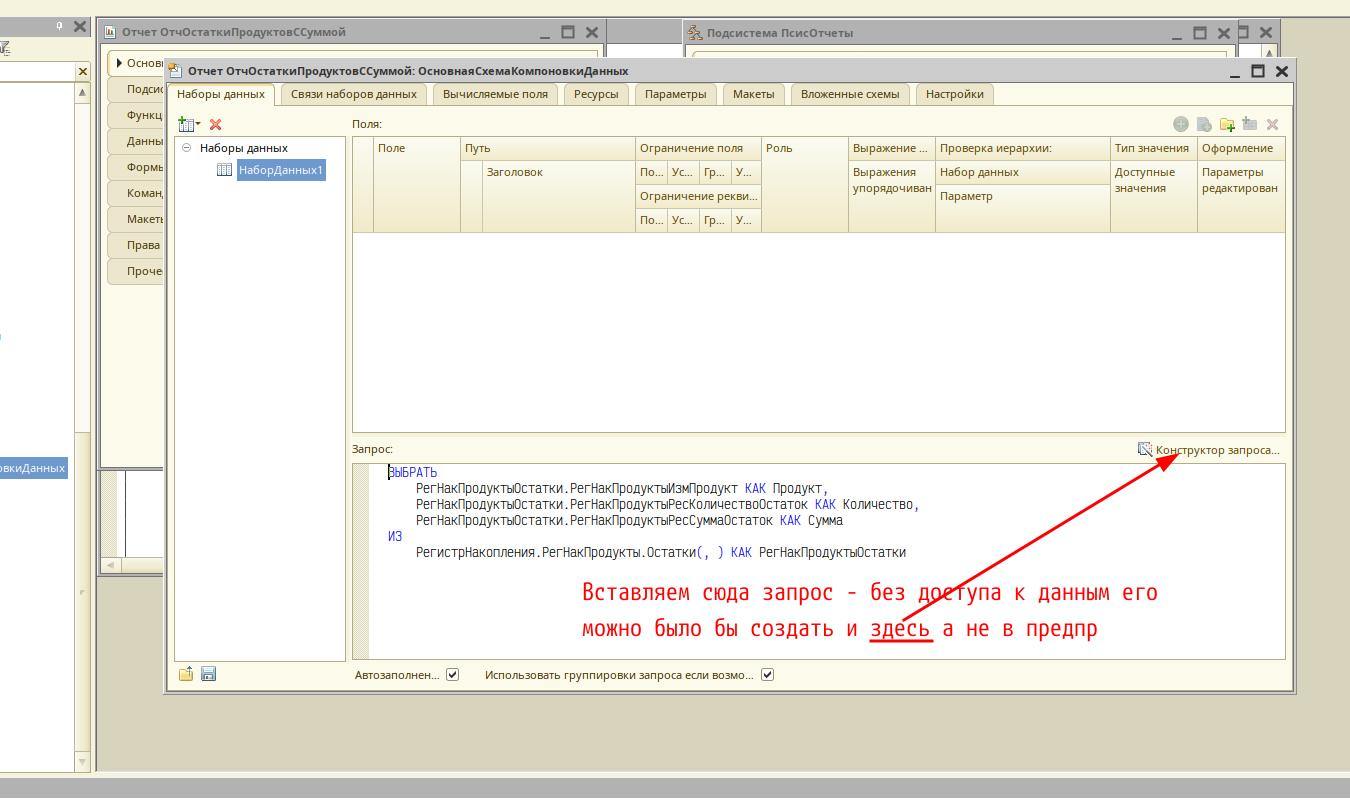 Отчет ОтчОстаткиПродуктовССуммой
Подсистема ПсисОтчеты
Отчет ОтчОстаткиПродуктовССуммой: ОсновнаяСхемаКомпоновкиДанных
Наборы данных
Связи наборов данных
Вычисляемые поля
Ресурсы
Параметры
Макеты
Вложенные схемы
Настройки
Основ
Подсис
Функц
Данны
Формы
Коман
Макеты
Права
Проче
Наборы данных
НаборДанных1
овкиДанных
Поля:
Поле
Путь
Ограничение поля
Роль
Выражение ...
Проверка иерархии:
Тип значения
Оформление
Заголовок
По...
Ус...
Гр...
У...
Выражения
упорядочиван
Набор данных
Доступные
значения
Параметры
редактирован
Ограничение рекви...
Параметр
По...
Ус...
Гр...
У...
Запрос:
Конструктор запроса...
ВЫБРАТЬ
РегНакПродуктыОстатки.РегНакПродуктыИзмПродукт КАК Продукт,
РегНакПродуктыОстатки.РегНакПродуктыРесКоличествоОстаток КАК Количество,
РегНакПродуктыОстатки.РегНакПродуктыРесСуммаОстаток КАК Сумма
ИЗ
РегистрНакопления.РегНакПродукты.Остатки(, ) КАК РегНакПродуктыОстатки
Вставляем сюда запрос - без доступа к данным его
можно было бы создать и здесь а не в предпр
Автозаполнен...
Использовать группировки запроса если возмо...